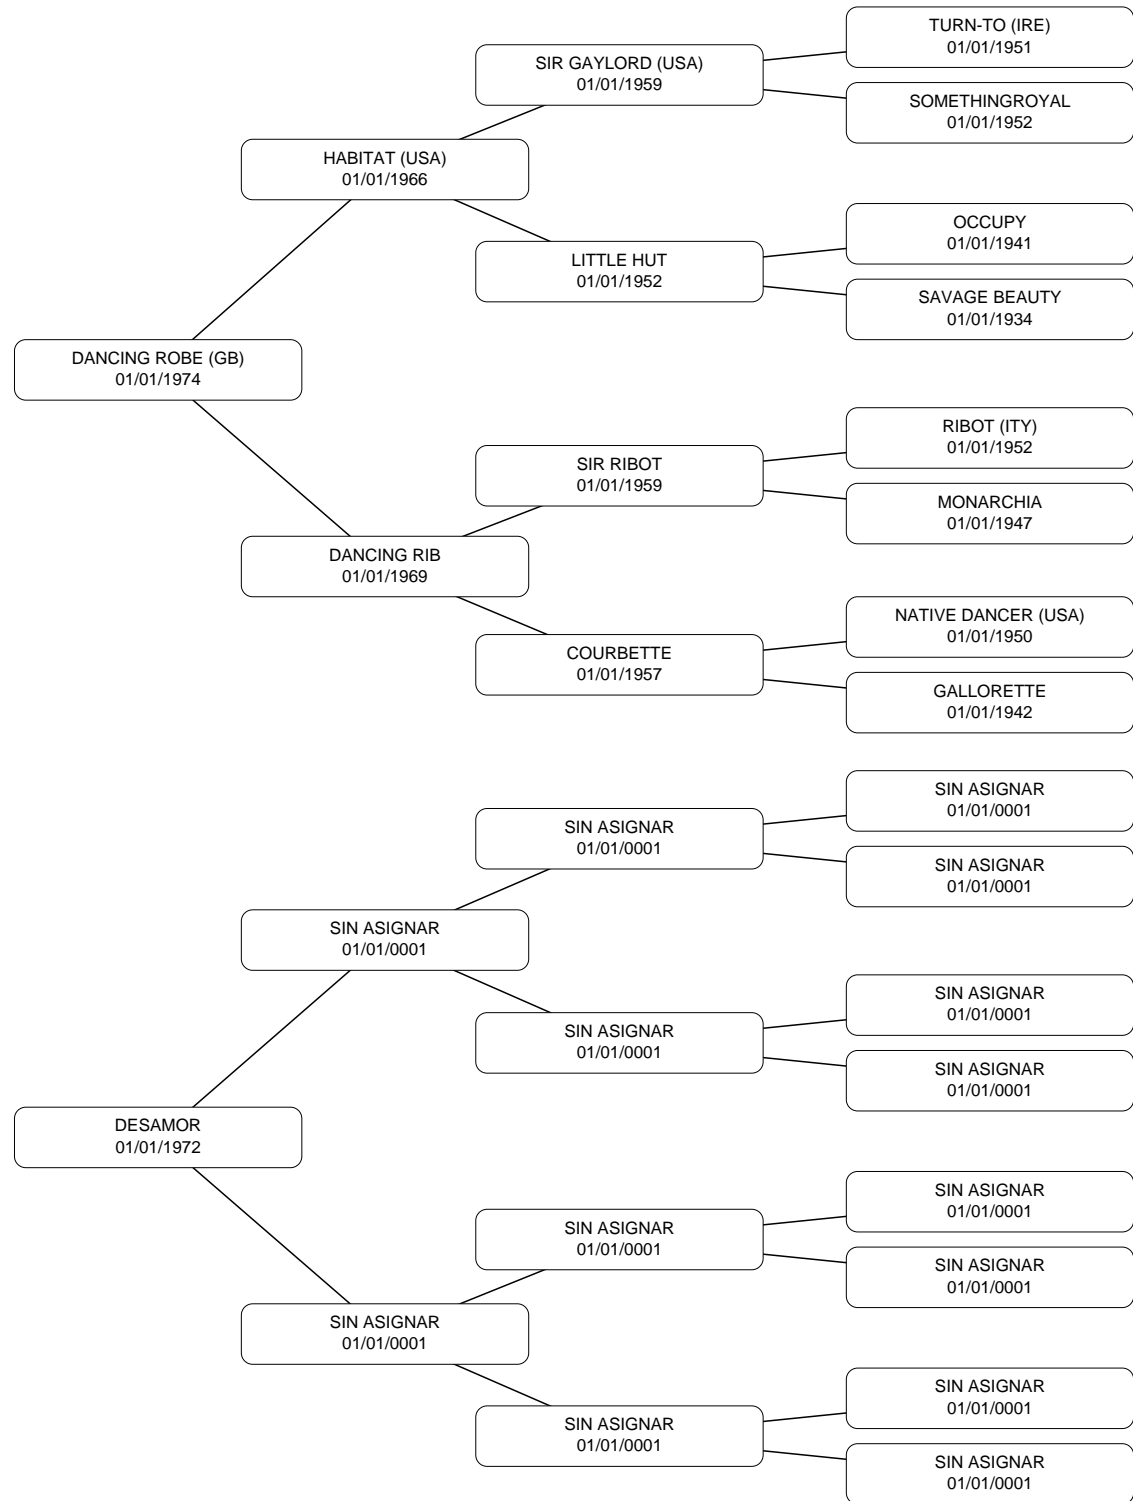 TURN-TO (IRE)
01/01/1951
SIR GAYLORD (USA)
01/01/1959
SOMETHINGROYAL
01/01/1952
HABITAT (USA)
01/01/1966
OCCUPY
01/01/1941
LITTLE HUT
01/01/1952
SAVAGE BEAUTY
01/01/1934
DANCING ROBE (GB)
01/01/1974
RIBOT (ITY)
01/01/1952
SIR RIBOT
01/01/1959
MONARCHIA
01/01/1947
DANCING RIB
01/01/1969
NATIVE DANCER (USA)
01/01/1950
COURBETTE
01/01/1957
GALLORETTE
01/01/1942
SIN ASIGNAR
01/01/0001
SIN ASIGNAR
01/01/0001
SIN ASIGNAR
01/01/0001
SIN ASIGNAR
01/01/0001
SIN ASIGNAR
01/01/0001
SIN ASIGNAR
01/01/0001
SIN ASIGNAR
01/01/0001
DESAMOR
01/01/1972
SIN ASIGNAR
01/01/0001
SIN ASIGNAR
01/01/0001
SIN ASIGNAR
01/01/0001
SIN ASIGNAR
01/01/0001
SIN ASIGNAR
01/01/0001
SIN ASIGNAR
01/01/0001
SIN ASIGNAR
01/01/0001